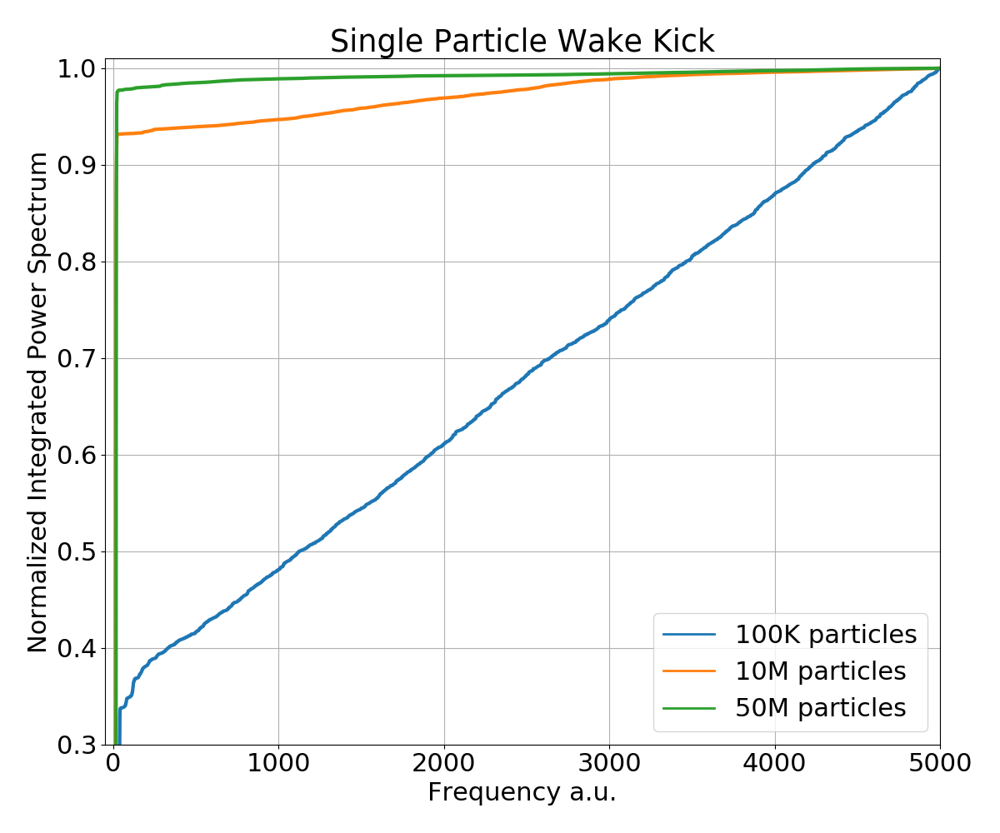 Single Particle Wake Kick
Normalized Integrated Power Spectrum
1.0
0.9
0.8
0.7
0.6
0.5
0.4
0.3
100K particles
10M particles
50M particles
0 1000 2000 3000 4000 5000
Frequency a.u.